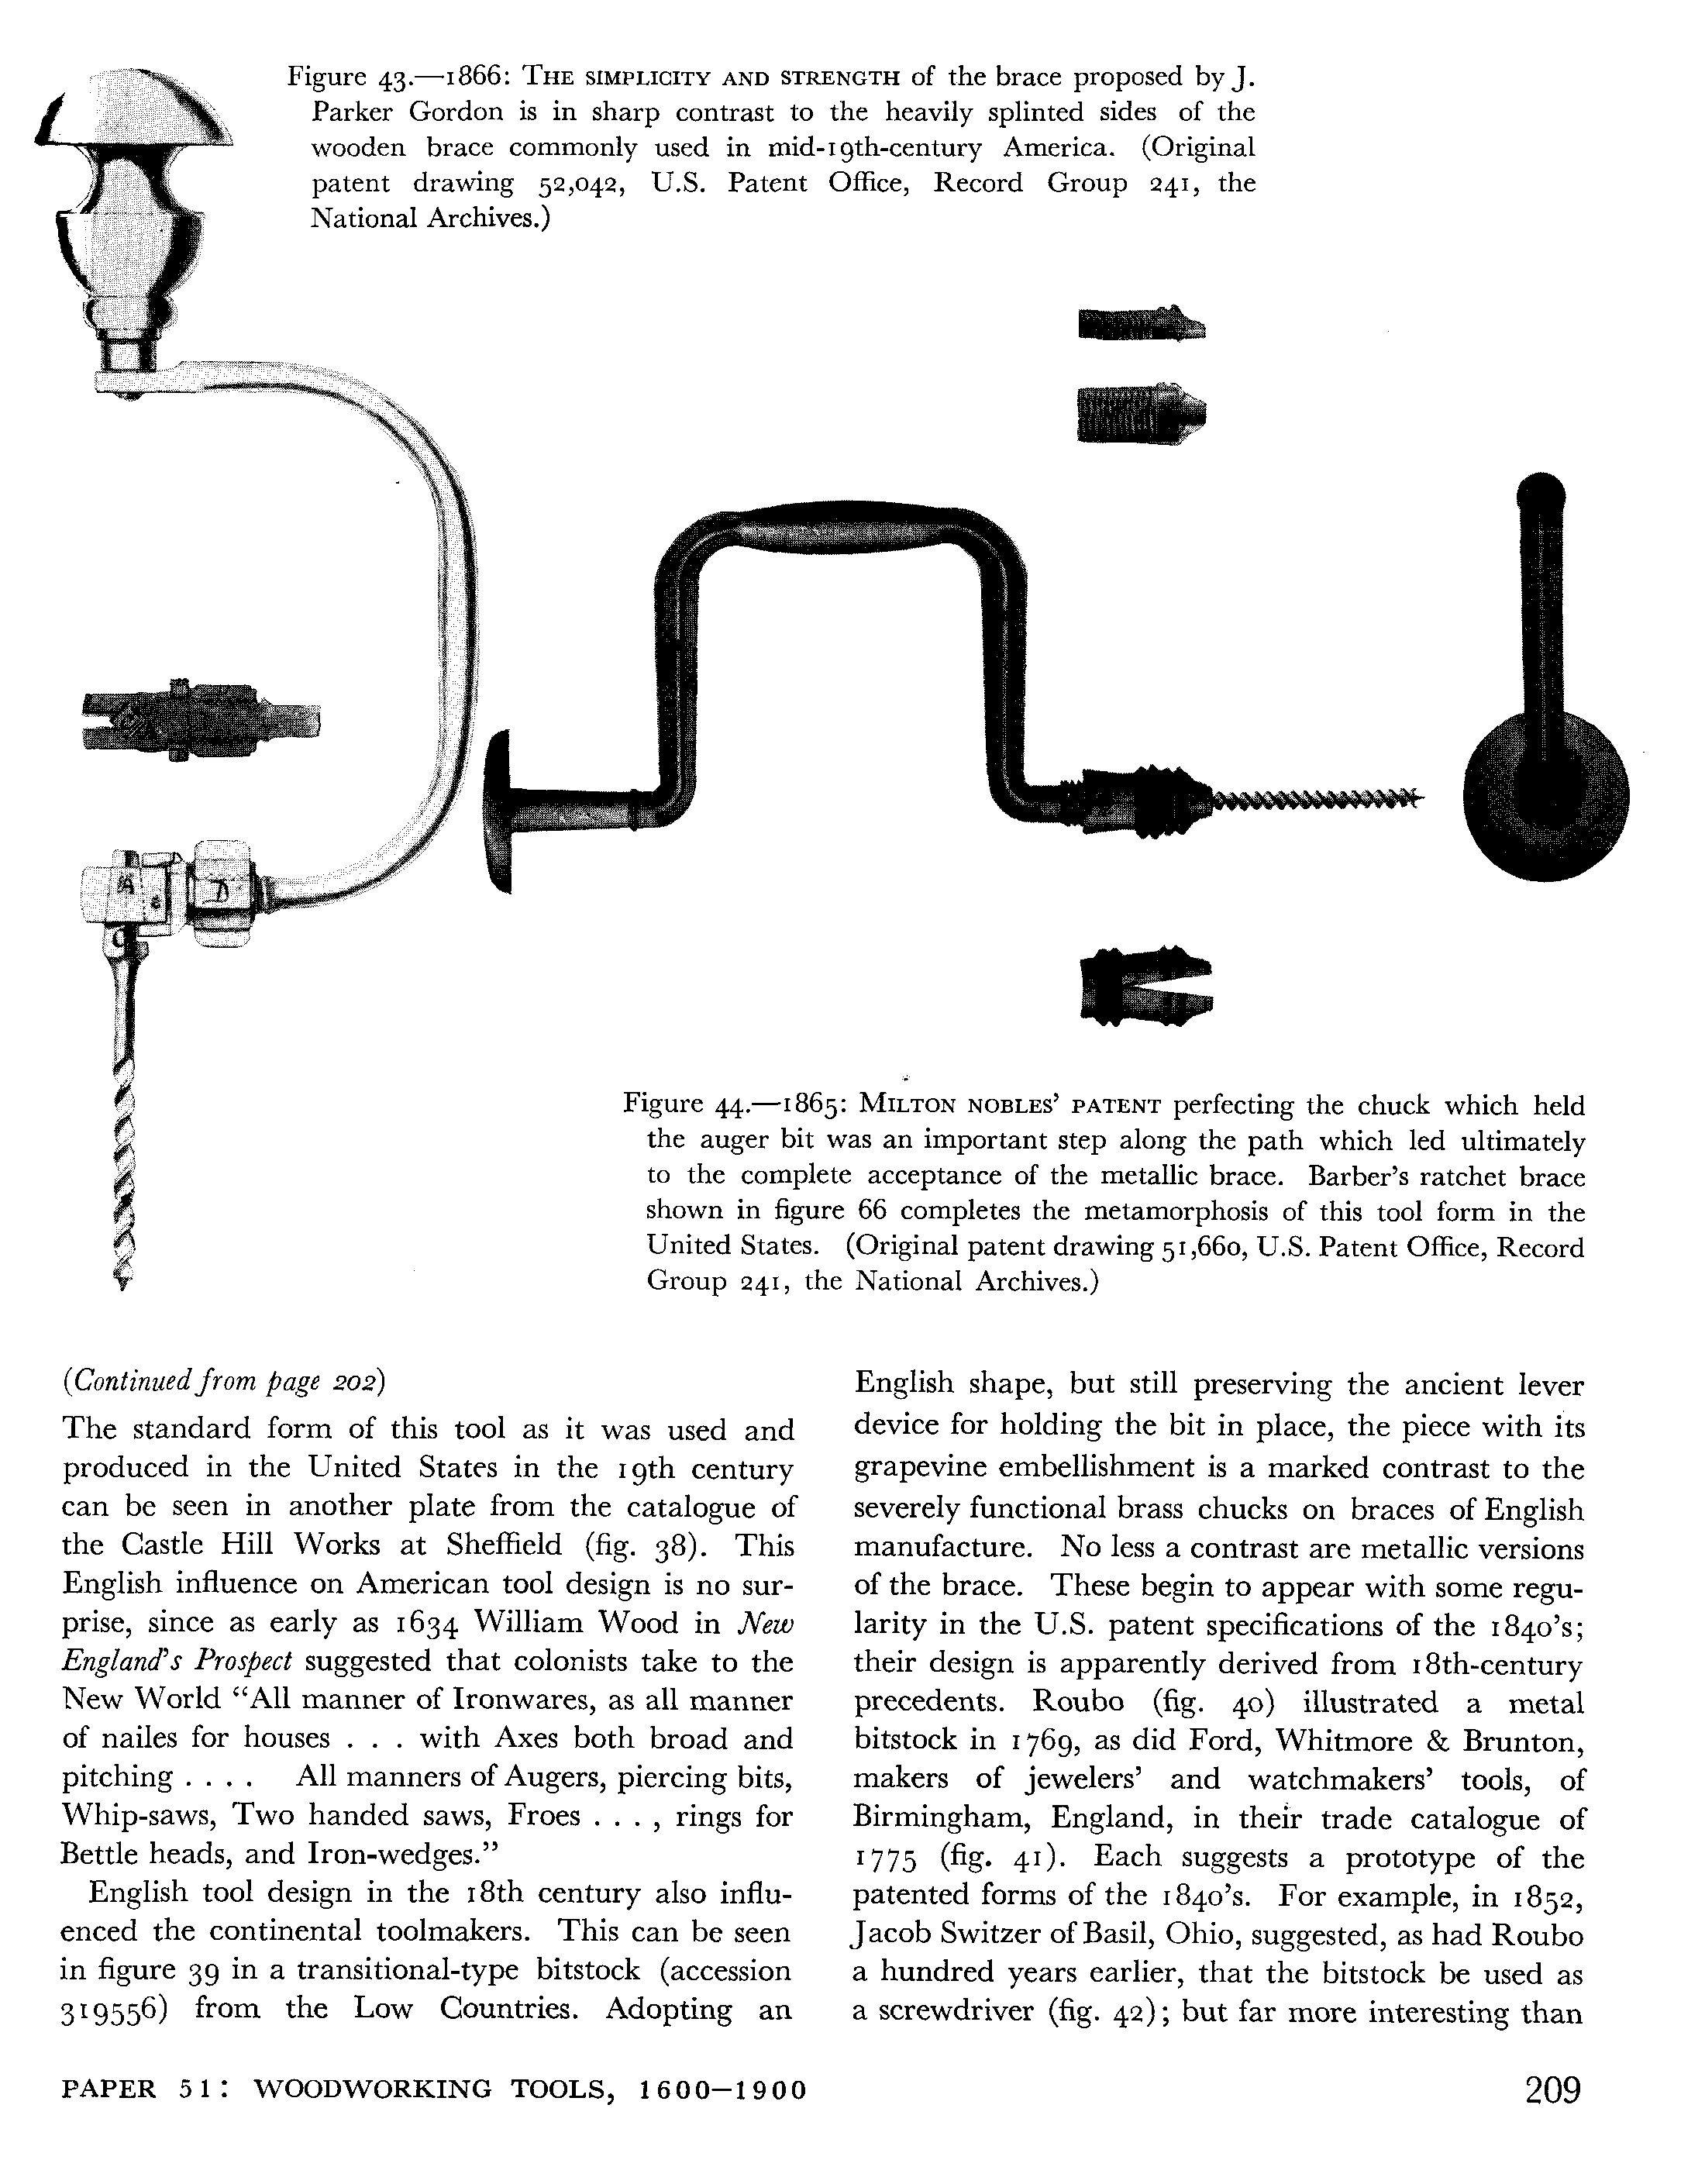 Figure 43.—1866: THE SIMPLICITY AND STRENGTH of the brace proposed by J.
Parker Gordon is in sharp contrast to the heavily splinted sides of the
wooden brace commonly used in mid-19th-century America. (Original
patent drawing 52,042, U.S. Patent Office, Record Group 241, the
National Archives.)
A
D
Figure 44.—1865: MILTON NOBLES’ PATENT perfecting the chuck which held
the auger bit was an important step along the path which led ultimately
to the complete acceptance of the metallic brace. Barber’s ratchet brace
shown in figure 66 completes the metamorphosis of this tool form in the
United States. (Original patent drawing 51,660, U.S. Patent Office, Record
Group 241, the National Archives.)
(Continued from page 202)
The standard form of this tool as it was used and
produced in the United States in the 19th century
can be seen in another plate from the catalogue of
the Castle Hill Works at Sheffield (fig. 38). This
English influence on American tool design is no sur-
prise, since as early as 1634 William Wood in New
England’s Prospect suggested that colonists take to the
New World “All manner of Ironwares, as all manner
of nailes for houses . . . with Axes both broad and
pitching . . . . All manners of Augers, piercing bits,
Whip-saws, Two handed saws, Froes . . . , rings for
Bettle heads, and Iron-wedges.”
English tool design in the 18th century also influ-
enced the continental toolmakers. This can be seen
in figure 39 in a transitional-type bitstock (accession
319556) from the Low Countries. Adopting an
English shape, but still preserving the ancient lever
device for holding the bit in place, the piece with its
grapevine embellishment is a marked contrast to the
severely functional brass chucks on braces of English
manufacture. No less a contrast are metallic versions
of the brace. These begin to appear with some regu-
larity in the U.S. patent specifications of the 1840’s;
their design is apparently derived from 18th-century
precedents. Roubo (fig. 40) illustrated a metal
bitstock in 1769, as did Ford, Whitmore & Brunton,
makers of jewelers’ and watchmakers’ tools, of
Birmingham, England, in their trade catalogue of
1775 (fig. 41). Each suggests a prototype of the
patented forms of the 1840’s. For example, in 1852,
Jacob Switzer of Basil, Ohio, suggested, as had Roubo
a hundred years earlier, that the bitstock be used as
a screwdriver (fig. 42); but far more interesting than
PAPER 51: WOODWORKING TOOLS, 1600–1900
209